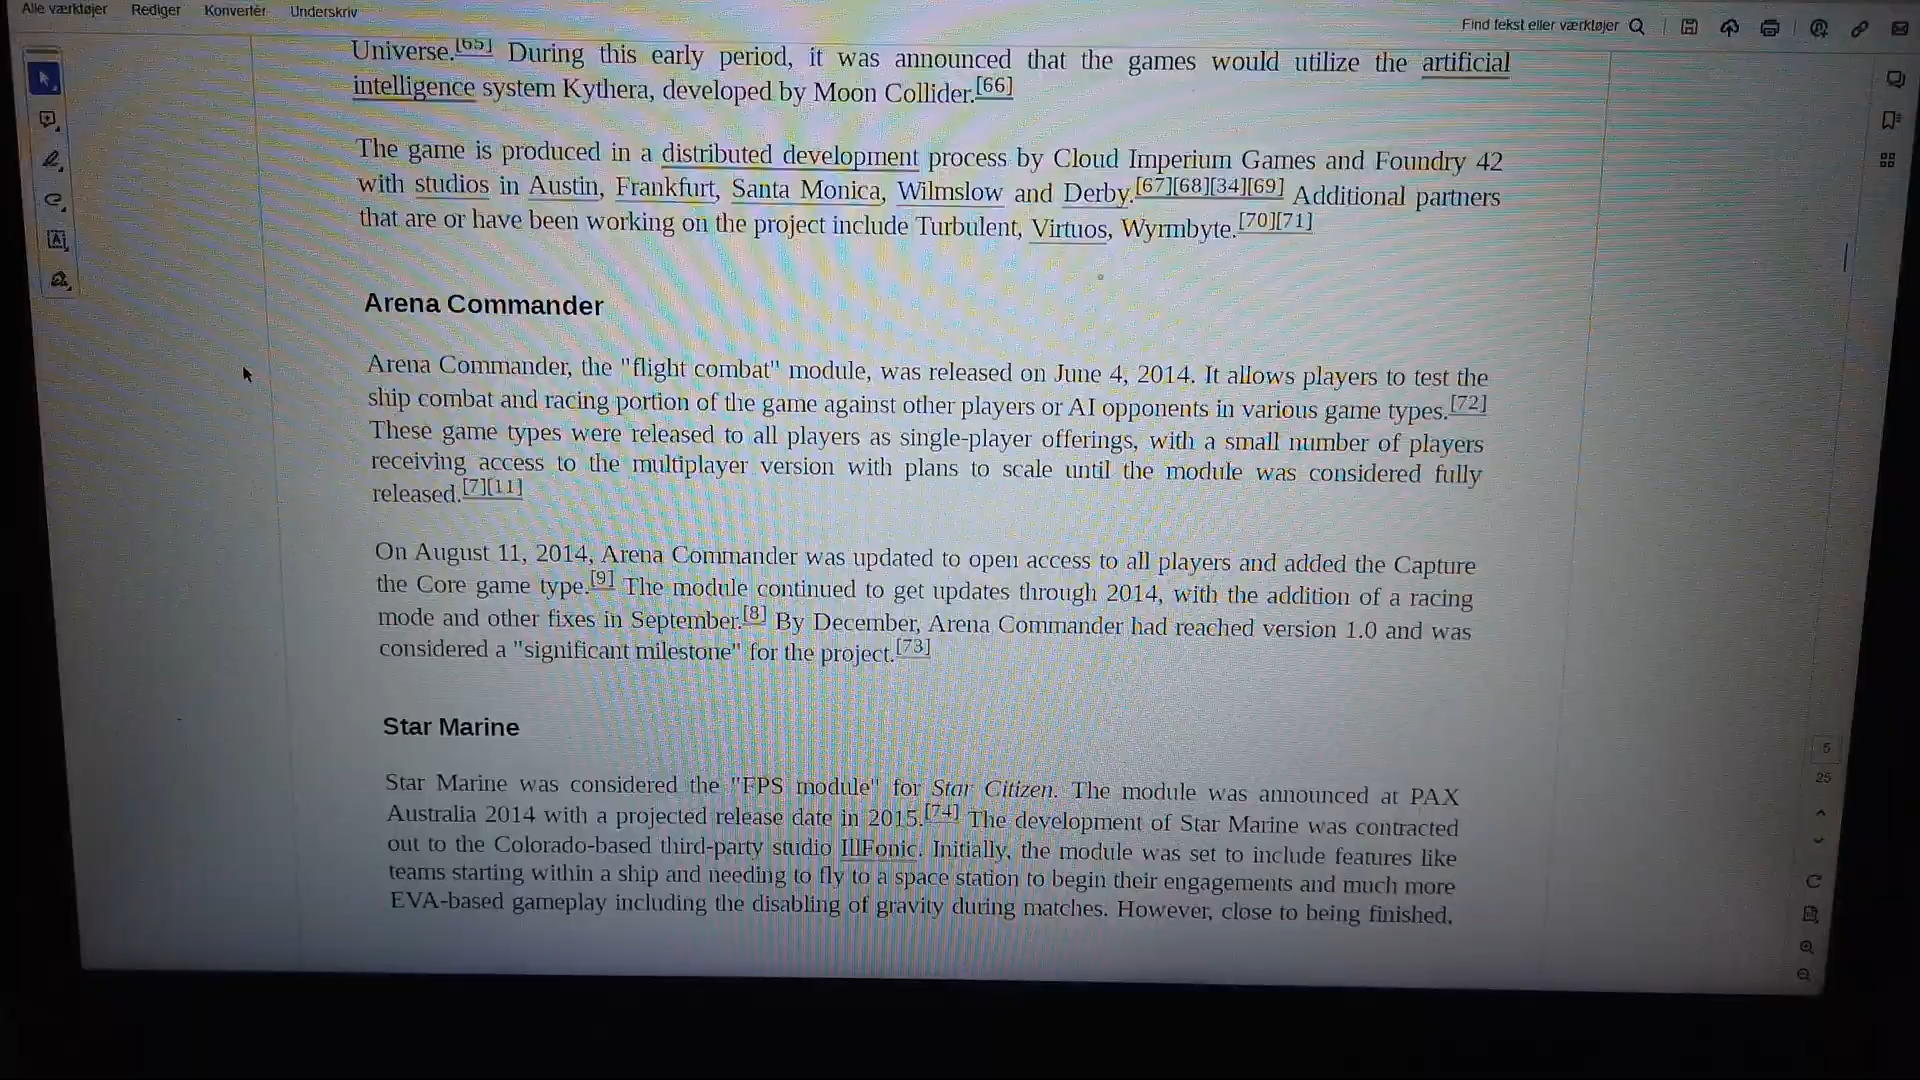 Alle værktøjer Rediger Konvertér Underskriv
Find tekst eller værktøjer
Universe.[65] During this early period, it was announced that the games would utilize the artificial
intelligence system Kythera, developed by Moon Collider.[66]
The game is produced in a distributed development process by Cloud Imperium Games and Foundry 42
with studios in Austin, Frankfurt, Santa Monica, Wilmslow and Derby.[67][68][34][69] Additional partners
that are or have been working on the project include Turbulent, Virtuos, Wyrmbyte.[70][71]
Arena Commander
Arena Commander, the "flight combat" module, was released on June 4, 2014. It allows players to test the
ship combat and racing portion of the game against other players or AI opponents in various game types.[72]
These game types were released to all players as single-player offerings, with a small number of players
receiving access to the multiplayer version with plans to scale until the module was considered fully
released.[7][11]
On August 11, 2014, Arena Commander was updated to open access to all players and added the Capture
the Core game type.[9] The module continued to get updates through 2014, with the addition of a racing
mode and other fixes in September.[8] By December, Arena Commander had reached version 1.0 and was
considered a "significant milestone" for the project.[73]
Star Marine
Star Marine was considered the "FPS module" for Star Citizen. The module was announced at PAX
Australia 2014 with a projected release date in 2015.[74] The development of Star Marine was contracted
out to the Colorado-based third-party studio IllFonic. Initially, the module was set to include features like
teams starting within a ship and needing to fly to a space station to begin their engagements and much more
EVA-based gameplay including the disabling of gravity during matches. However, close to being finished,
5
25